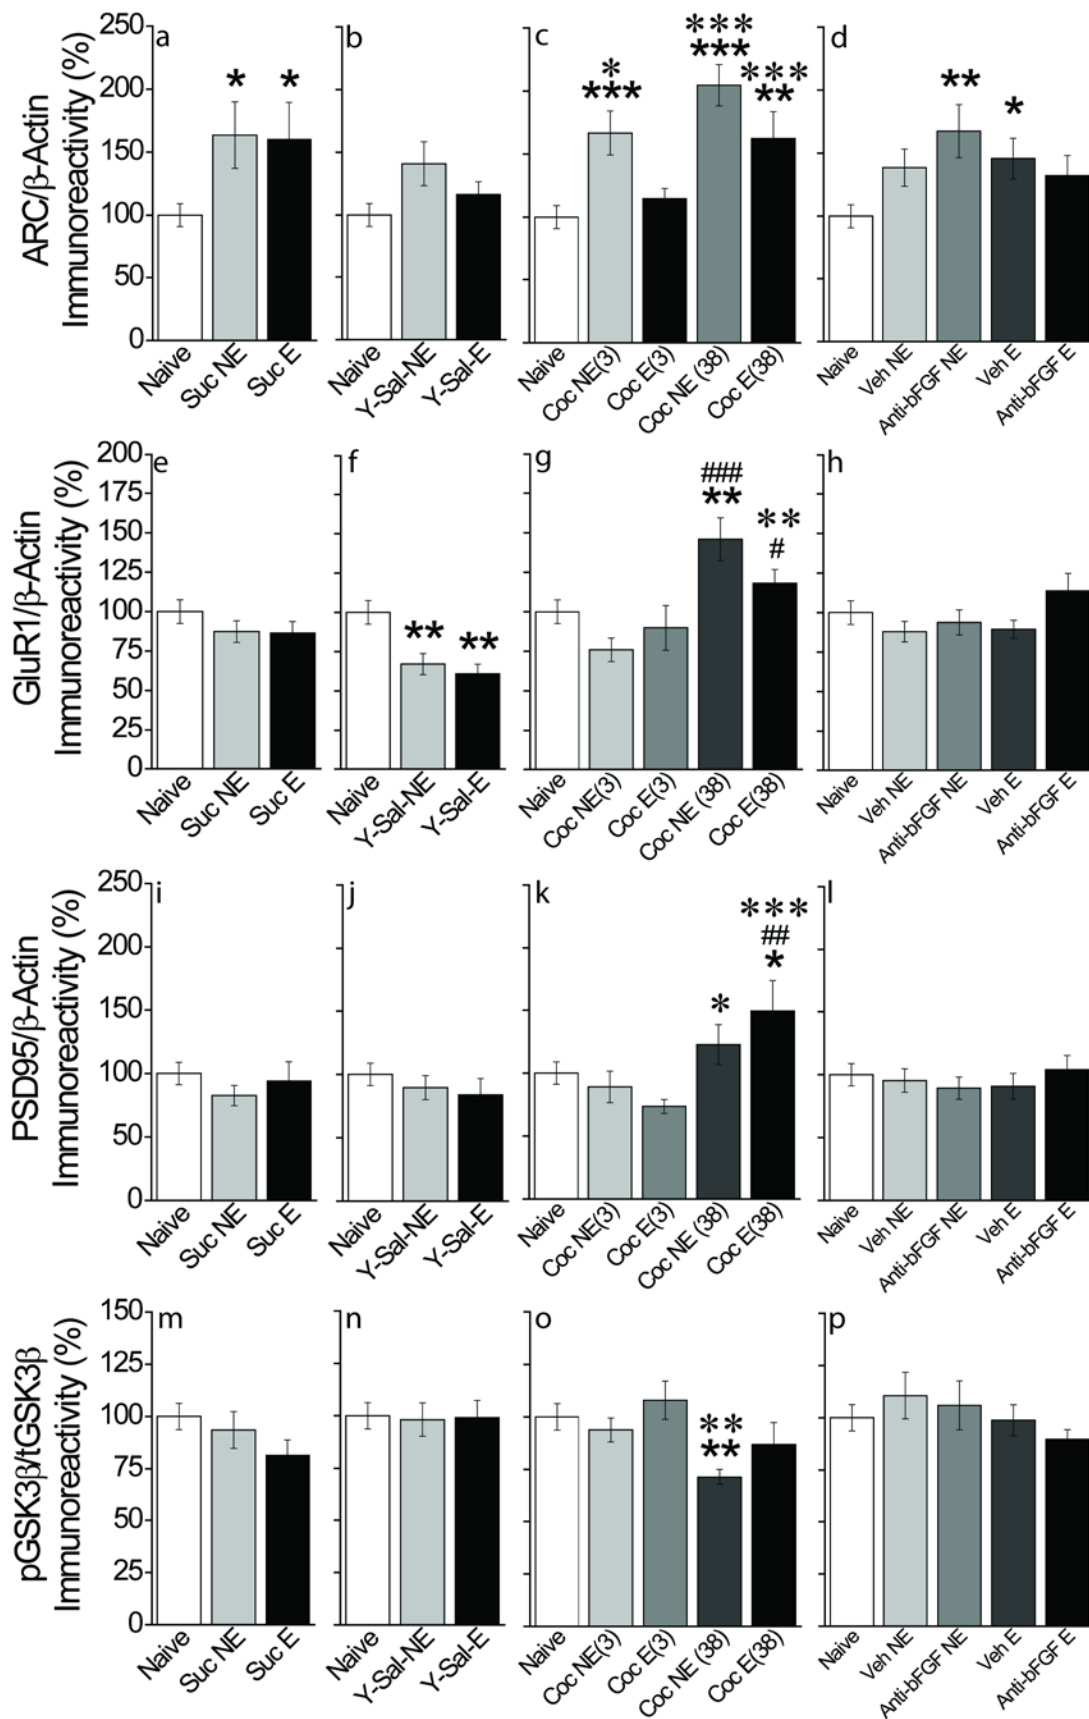 ARC/β-Actin
Immunoreactivity (%)
250
200
150
100
50
0
a
* *
Naive Suc NE Suc E
b
Naive Y-Sal-NE Y-Sal-E
c
* *** ***
*** *** **
Naive Coc NE(3) Coc E(3) Coc NE (38) Coc E(38)
d
** *
Naive Veh NE Anti-bFGF NE Veh E Anti-bFGF E
GluR1/β-Actin
Immunoreactivity (%)
200
175
150
125
100
75
50
25
0
e
Naive Suc NE Suc E
f
** **
Naive Y-Sal-NE Y-Sal-E
g
### **
** #
Naive Coc NE(3) Coc E(3) Coc NE (38) Coc E(38)
h
Naive Veh NE Anti-bFGF NE Veh E Anti-bFGF E
PSD95/β-Actin
Immunoreactivity (%)
250
200
150
100
50
0
i
Naive Suc NE Suc E
j
Naive Y-Sal-NE Y-Sal-E
k
***
##
* *
Naive Coc NE(3) Coc E(3) Coc NE (38) Coc E(38)
l
Naive Veh NE Anti-bFGF NE Veh E Anti-bFGF E
pGSK3β/tGSK3β
Immunoreactivity (%)
150
125
100
75
50
25
0
m
Naive Suc NE Suc E
n
Naive Y-Sal-NE Y-Sal-E
o
**
**
Naive Coc NE(3) Coc E(3) Coc NE (38) Coc E(38)
p
Naive Veh NE Anti-bFGF NE Veh E Anti-bFGF E